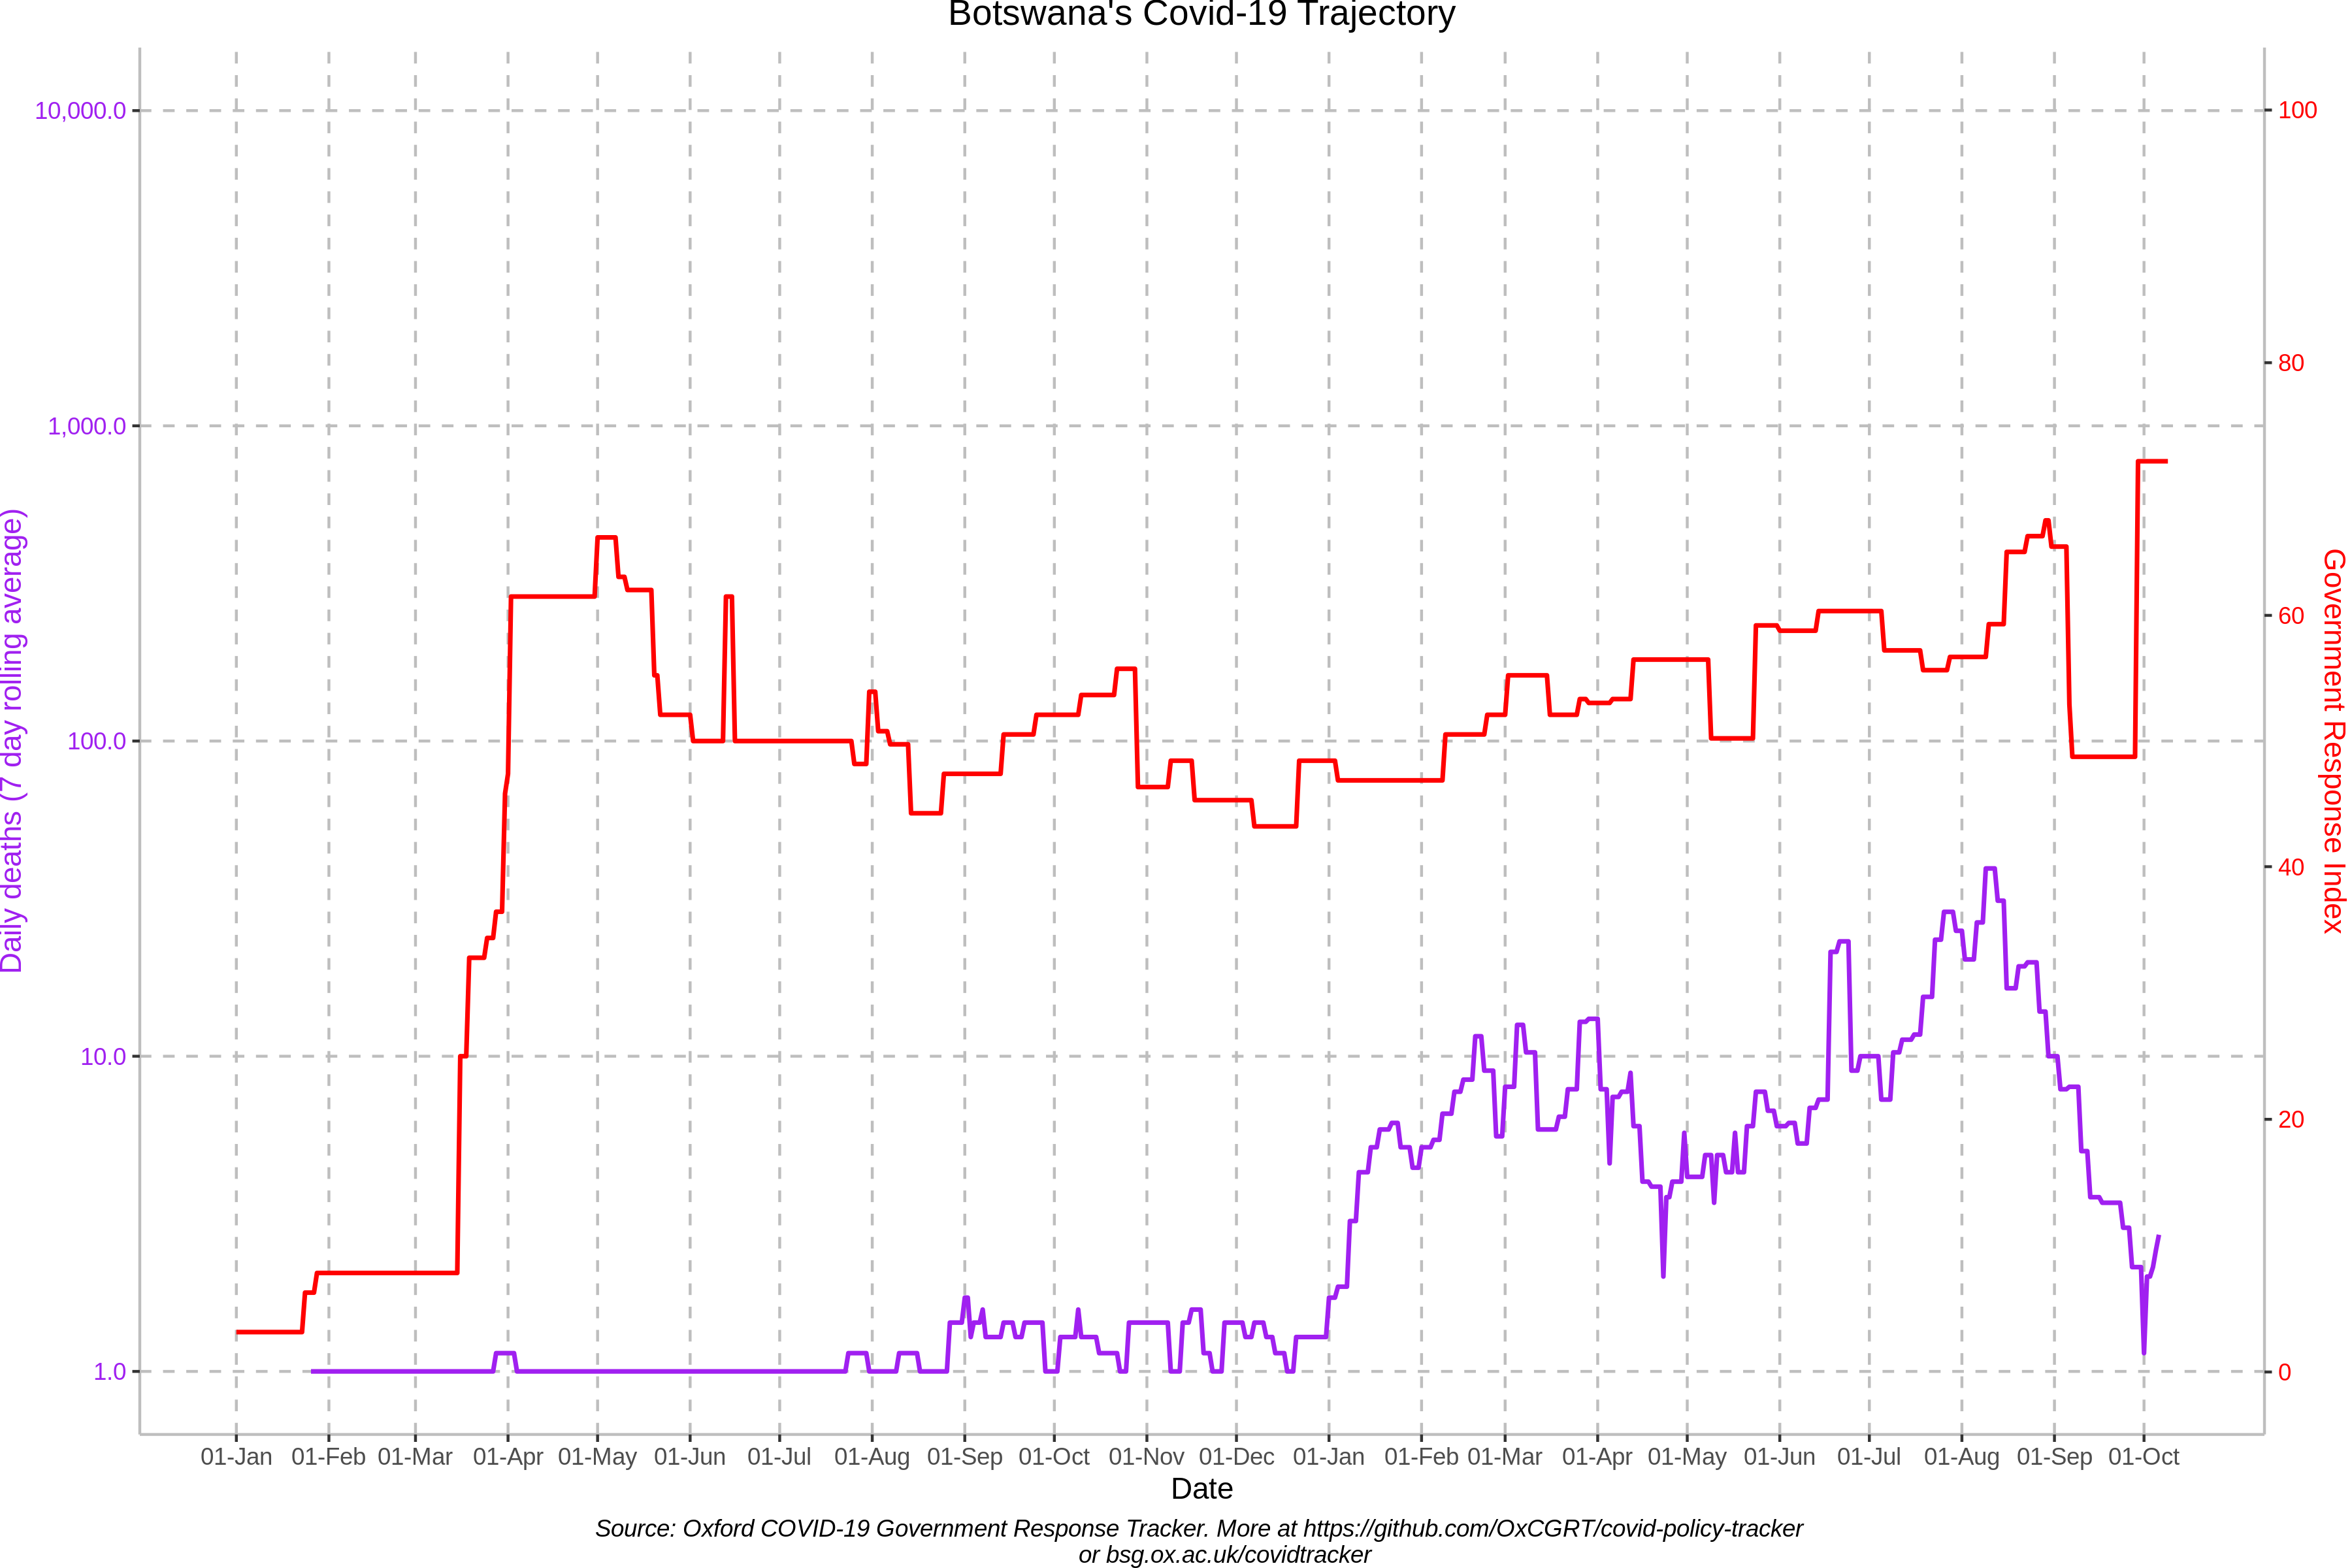 Botswana's Covid-19 Trajectory
10,000.0
1,000.0
100.0
10.0
1.0
Daily deaths (7 day rolling average)
100
80
60
40
20
0
Government Response Index
01-Jan 01-Feb 01-Mar 01-Apr 01-May 01-Jun 01-Jul 01-Aug 01-Sep 01-Oct 01-Nov 01-Dec 01-Jan 01-Feb 01-Mar 01-Apr 01-May 01-Jun 01-Jul 01-Aug 01-Sep 01-Oct
Date
Source: Oxford COVID-19 Government Response Tracker. More at https://github.com/OxCGRT/covid-policy-tracker
or bsg.ox.ac.uk/covidtracker